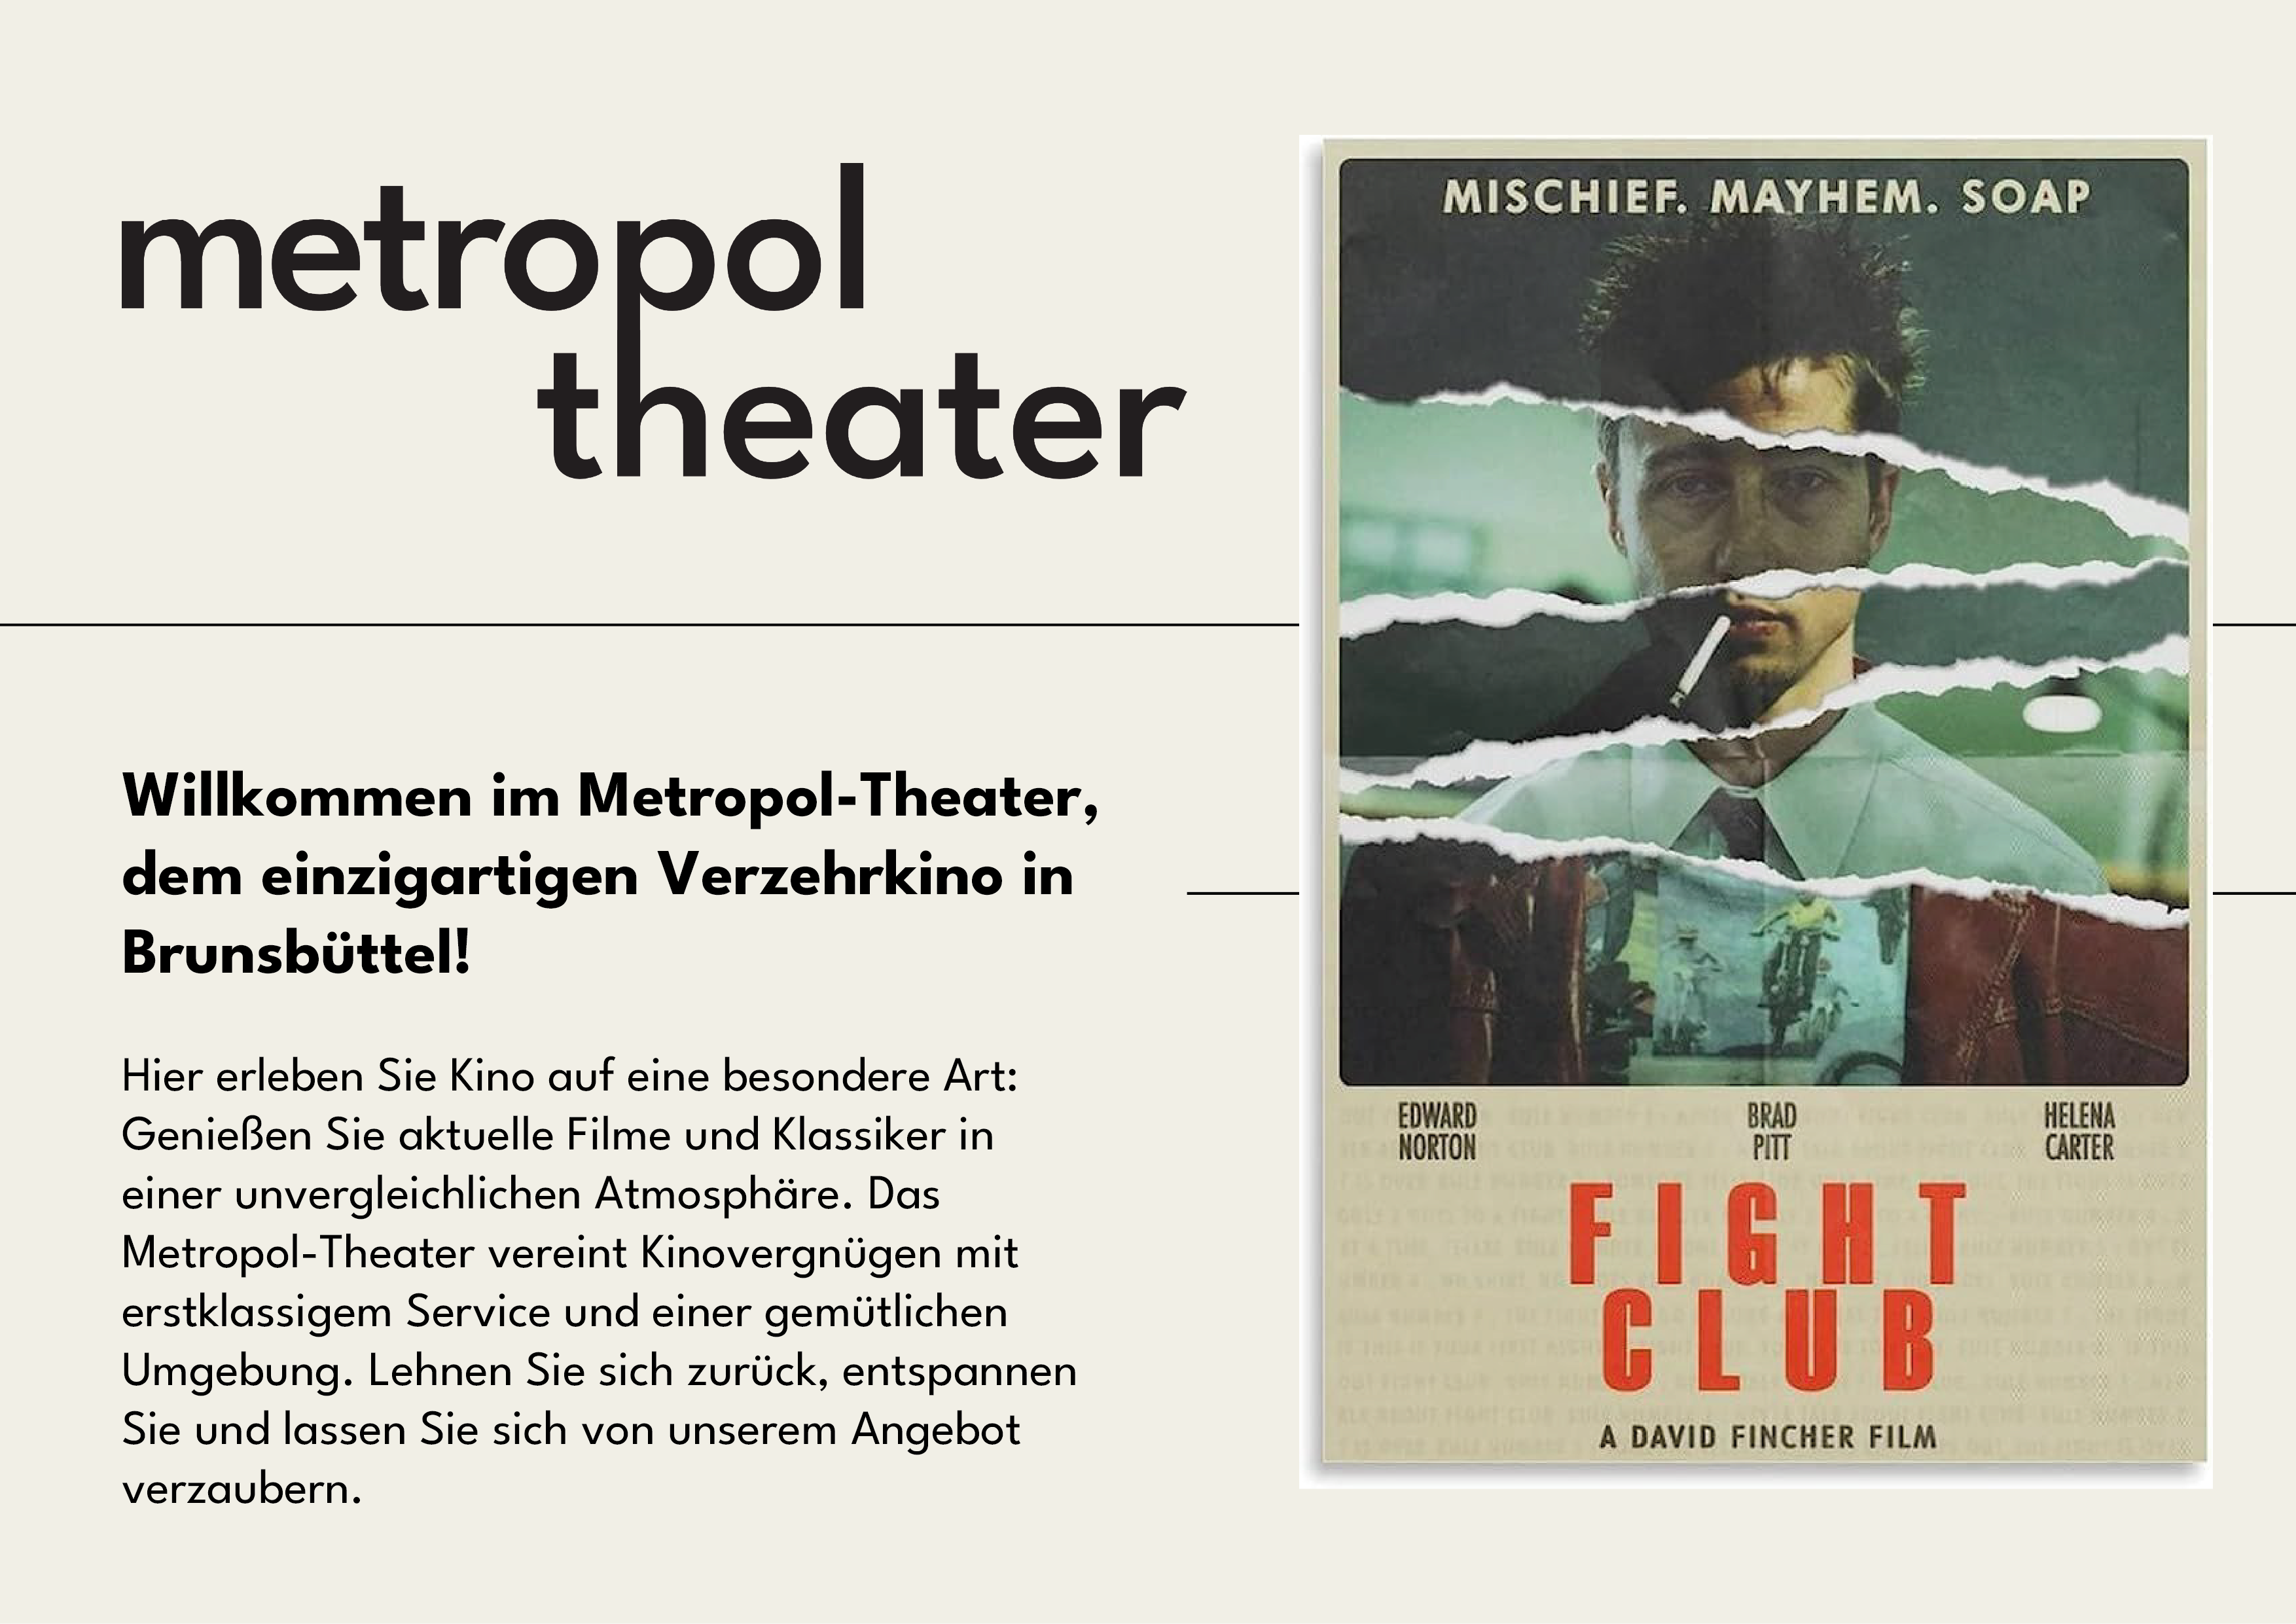 metropol
theater
Willkommen im Metropol-Theater,
dem einzigartigen Verzehrkino in
Brunsbüttel!
Hier erleben Sie Kino auf eine besondere Art:
Genießen Sie aktuelle Filme und Klassiker in
einer unvergleichlichen Atmosphäre. Das
Metropol-Theater vereint Kinovergnügen mit
erstklassigem Service und einer gemütlichen
Umgebung. Lehnen Sie sich zurück, entspannen
Sie und lassen Sie sich von unserem Angebot
verzaubern.
MISCHIEF. MAYHEM. SOAP
EDWARD
NORTON
BRAD
PITT
HELENA
CARTER
FIGHT
CLUB
A DAVID FINCHER FILM